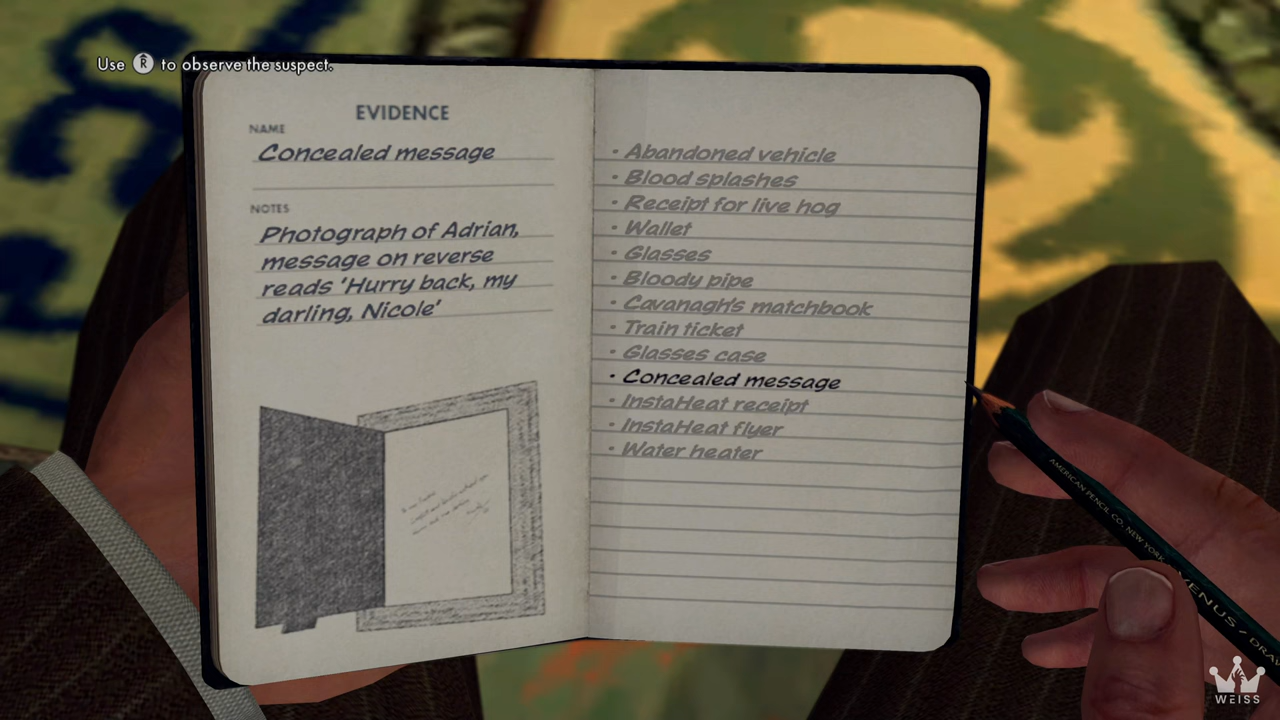 Use R to observe the suspect.
EVIDENCE
NAME
Concealed message
NOTES
Photograph of Adrian,
message on reverse
reads 'Hurry back, my
darling, Nicole'
• Abandoned vehicle
• Blood splashes
• Receipt for live hog
• Wallet
• Glasses
• Bloody pipe
• Cavanagh's matchbook
• Train ticket
• Glasses case
• Concealed message
• InstaHeat receipt
• InstaHeat flyer
• Water heater
AMERICAN PENCIL CO. NEW YORK
VENUS / DRAW
WEISS